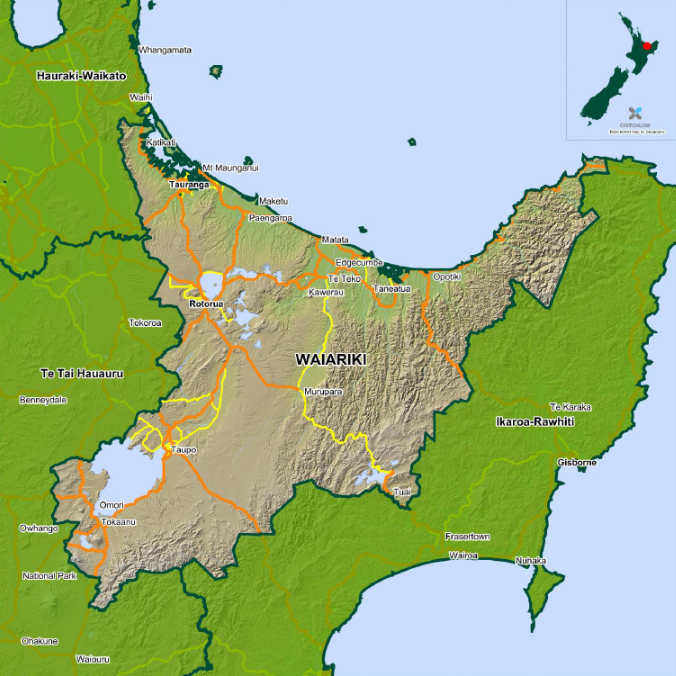 Whangamata
Hauraki-Waikato
Waihi
CRITCHLOW
Katikati
Mt Maunganui
Tauranga
Maketu
Paengaroa
Matata
Edgecumbe
Opotiki
Te Teko
Taneatua
Kawerau
Rotorua
Tokoroa
WAIARIKI
Te Tai Hauauru
Murupara
Benneydale
Te Karaka
Ikaroa-Rawhiti
Taupo
Gisborne
Tuai
Omori
Tokaanu
Owhango
Frasertown
Wairoa
Nuhaka
National Park
Ohakune
Waiouru